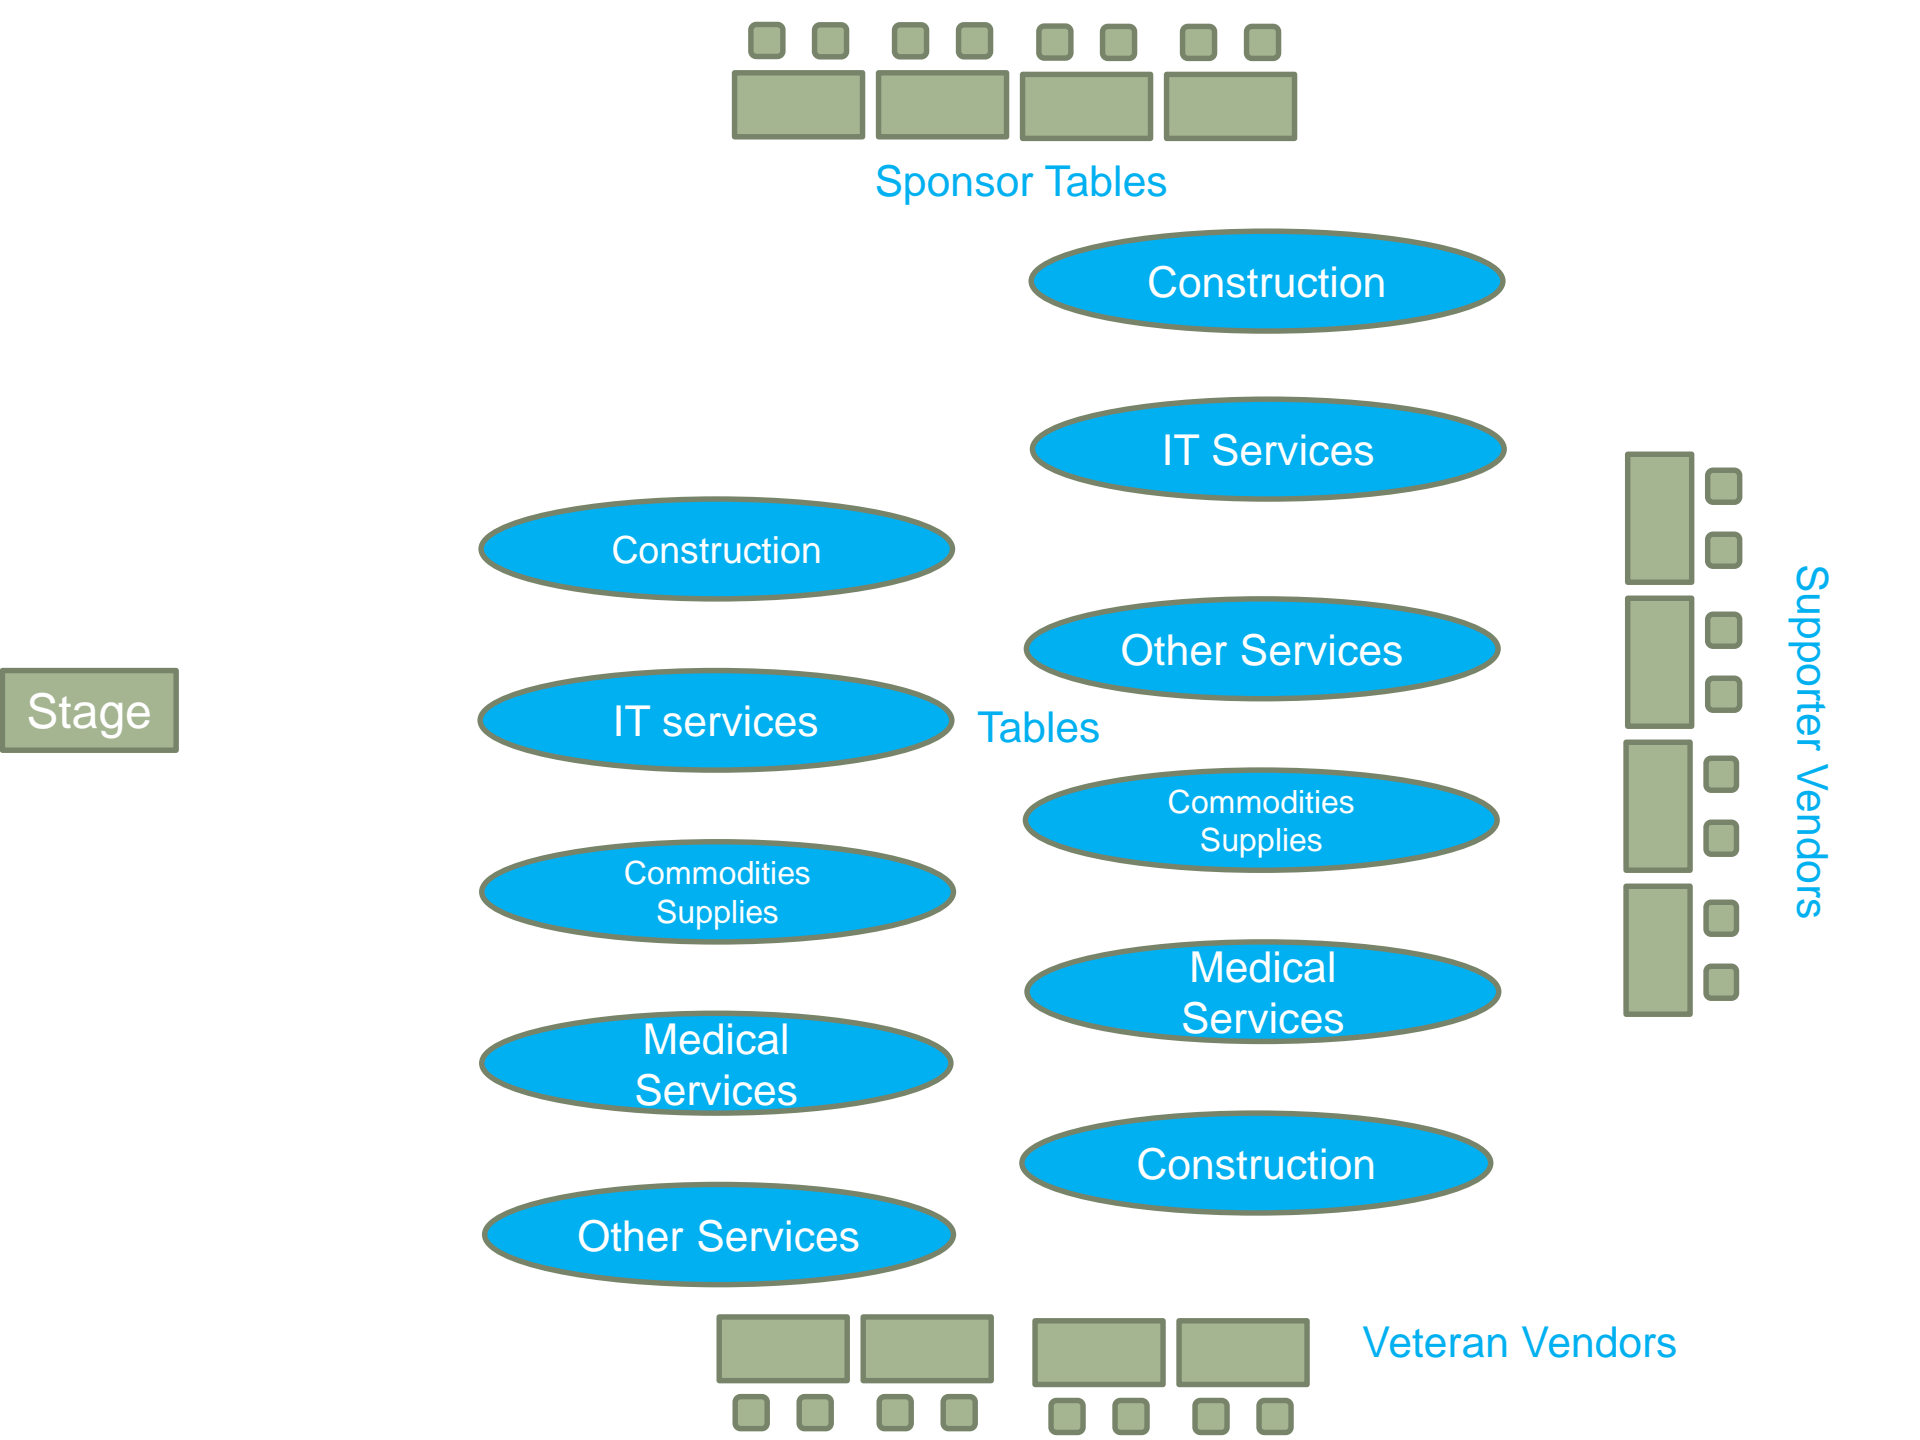 Sponsor Tables
Construction
IT Services
Construction
Other Services
Stage
IT services
Tables
Commodities
Supplies
Commodities
Supplies
Medical
Services
Medical
Services
Construction
Other Services
Supporter Vendors
Veteran Vendors